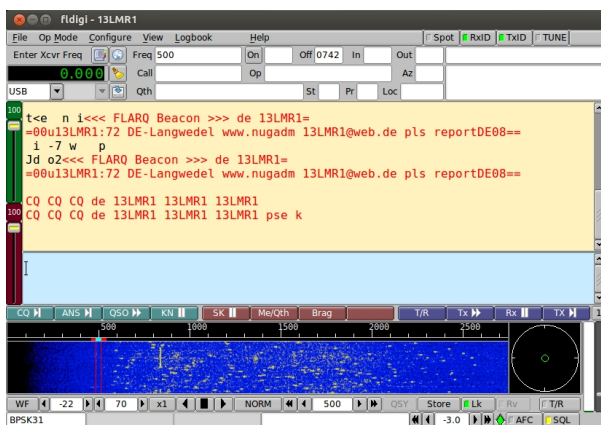 fldigi - 13LMR1
File Op Mode Configure View Logbook Help Spot RxID TxID TUNE
Enter Xcvr Freq Freq 500 On Off 0742 In Out
0.000 Call Op Az
USB Qth St Pr Loc
100
t<e n i<<< FLARQ Beacon >>> de 13LMR1=
=00u13LMR1:72 DE-Langwedel www.nugadm 13LMR1@web.de pls reportDE08==
i -7 w p
Jd o2<<< FLARQ Beacon >>> de 13LMR1=
=00u13LMR1:72 DE-Langwedel www.nugadm 13LMR1@web.de pls reportDE08==
CQ CQ CQ de 13LMR1 13LMR1 13LMR1
100
CQ CQ CQ de 13LMR1 13LMR1 13LMR1 pse k
CQ ANS QSO KN SK Me/Qth Brag T/R Tx Rx TX 1
500 1000 1500 2000 2500
WF -22 70 x1 NORM 500 QSY Store Lk Rv T/R
BPSK31 -3.0 AFC SQL